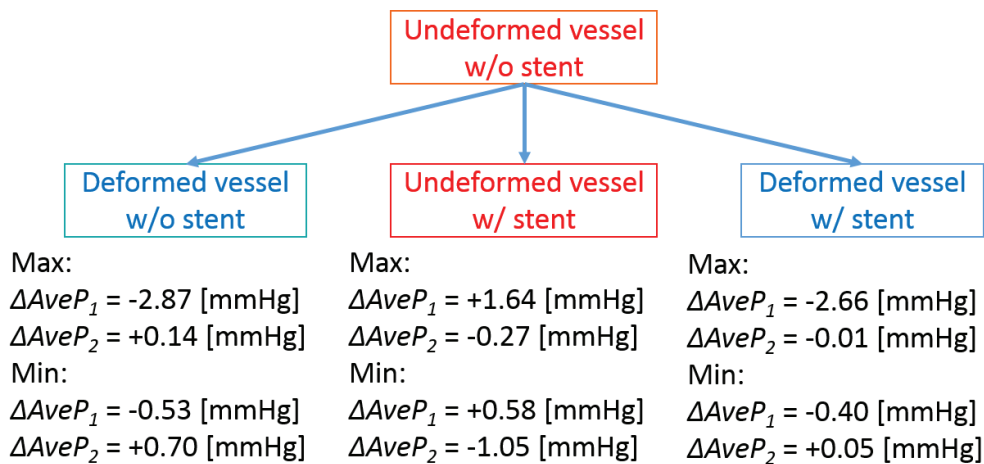 Undeformed vessel
w/o stent
Deformed vessel
w/o stent
Undeformed vessel
w/ stent
Deformed vessel
w/ stent
Max:
ΔAveP₁ = -2.87 [mmHg]
ΔAveP₂ = +0.14 [mmHg]
Min:
ΔAveP₁ = -0.53 [mmHg]
ΔAveP₂ = +0.70 [mmHg]
Max:
ΔAveP₁ = +1.64 [mmHg]
ΔAveP₂ = -0.27 [mmHg]
Min:
ΔAveP₁ = +0.58 [mmHg]
ΔAveP₂ = -1.05 [mmHg]
Max:
ΔAveP₁ = -2.66 [mmHg]
ΔAveP₂ = -0.01 [mmHg]
Min:
ΔAveP₁ = -0.40 [mmHg]
ΔAveP₂ = +0.05 [mmHg]